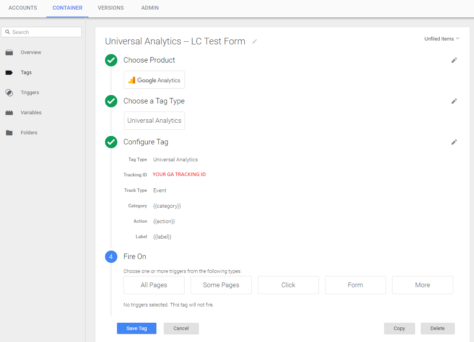 ACCOUNTS CONTAINER VERSIONS ADMIN
Search
Overview
Tags
Triggers
Variables
Folders
Universal Analytics – LC Test Form
Unfiled Items
Choose Product
Google Analytics
Choose a Tag Type
Universal Analytics
Configure Tag
Tag Type Universal Analytics
Tracking ID YOUR GA TRACKING ID
Track Type Event
Category {{category}}
Action {{action}}
Label {{label}}
4 Fire On
Choose one or more triggers from the following types.
All Pages Some Pages Click Form More
No triggers selected. This tag will not fire.
Save Tag Cancel Copy Delete